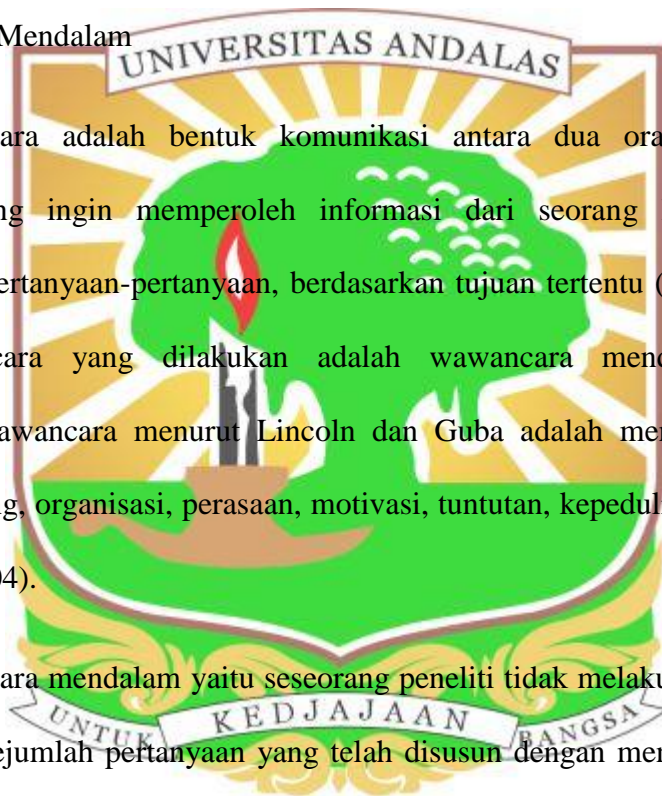 Mendalam
UNIVERSITAS ANDALAS
ara adalah bentuk komunikasi antara dua ora
ng ingin memperoleh informasi dari seorang
ertanyaan-pertanyaan, berdasarkan tujuan tertentu (
cara yang dilakukan adalah wawancara mend
awancara menurut Lincoln dan Guba adalah mer
g, organisasi, perasaan, motivasi, tuntutan, kepedul
04).
ara mendalam yaitu seseorang peneliti tidak melaku
UNTUK KEDJAJAAN BANGSA
ejumlah pertanyaan yang telah disusun dengan mer